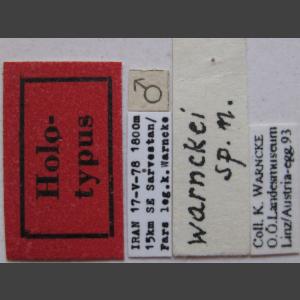 Holo-
typus
♂
IRAN 17-V-78 1800m
15km SE Sarvestan/
Fars leg.K.Warncke
warnckei
sp. n.
Coll. K. WARNCKE
O.Ö.Landesmuseum
Linz/Austria-egg.93